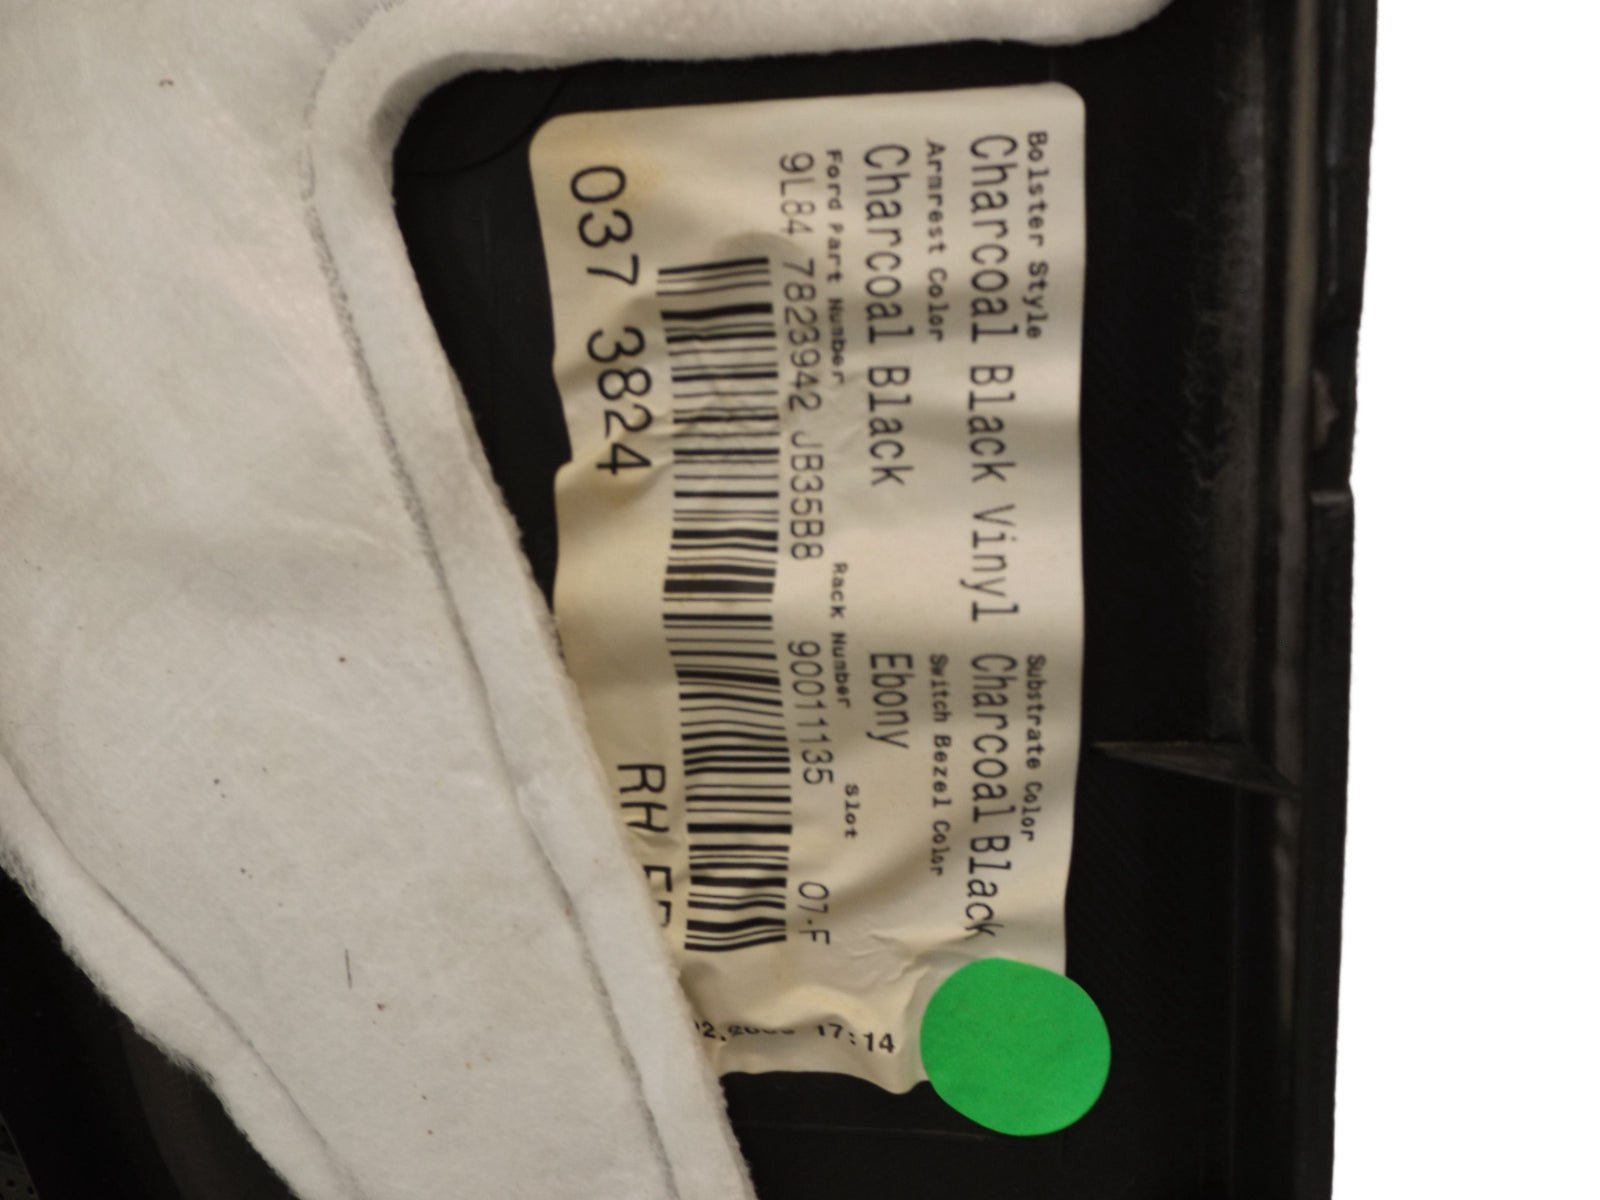 Bolster Style Substrate Color
Charcoal Black Vinyl Charcoal Black
Armrest Color Switch Bezel Color
Charcoal Black Ebony
Ford Part Number Rack Number Slot
9L84 7823942 JB35B8 90011135 07-F
037 3824 RH
17:14